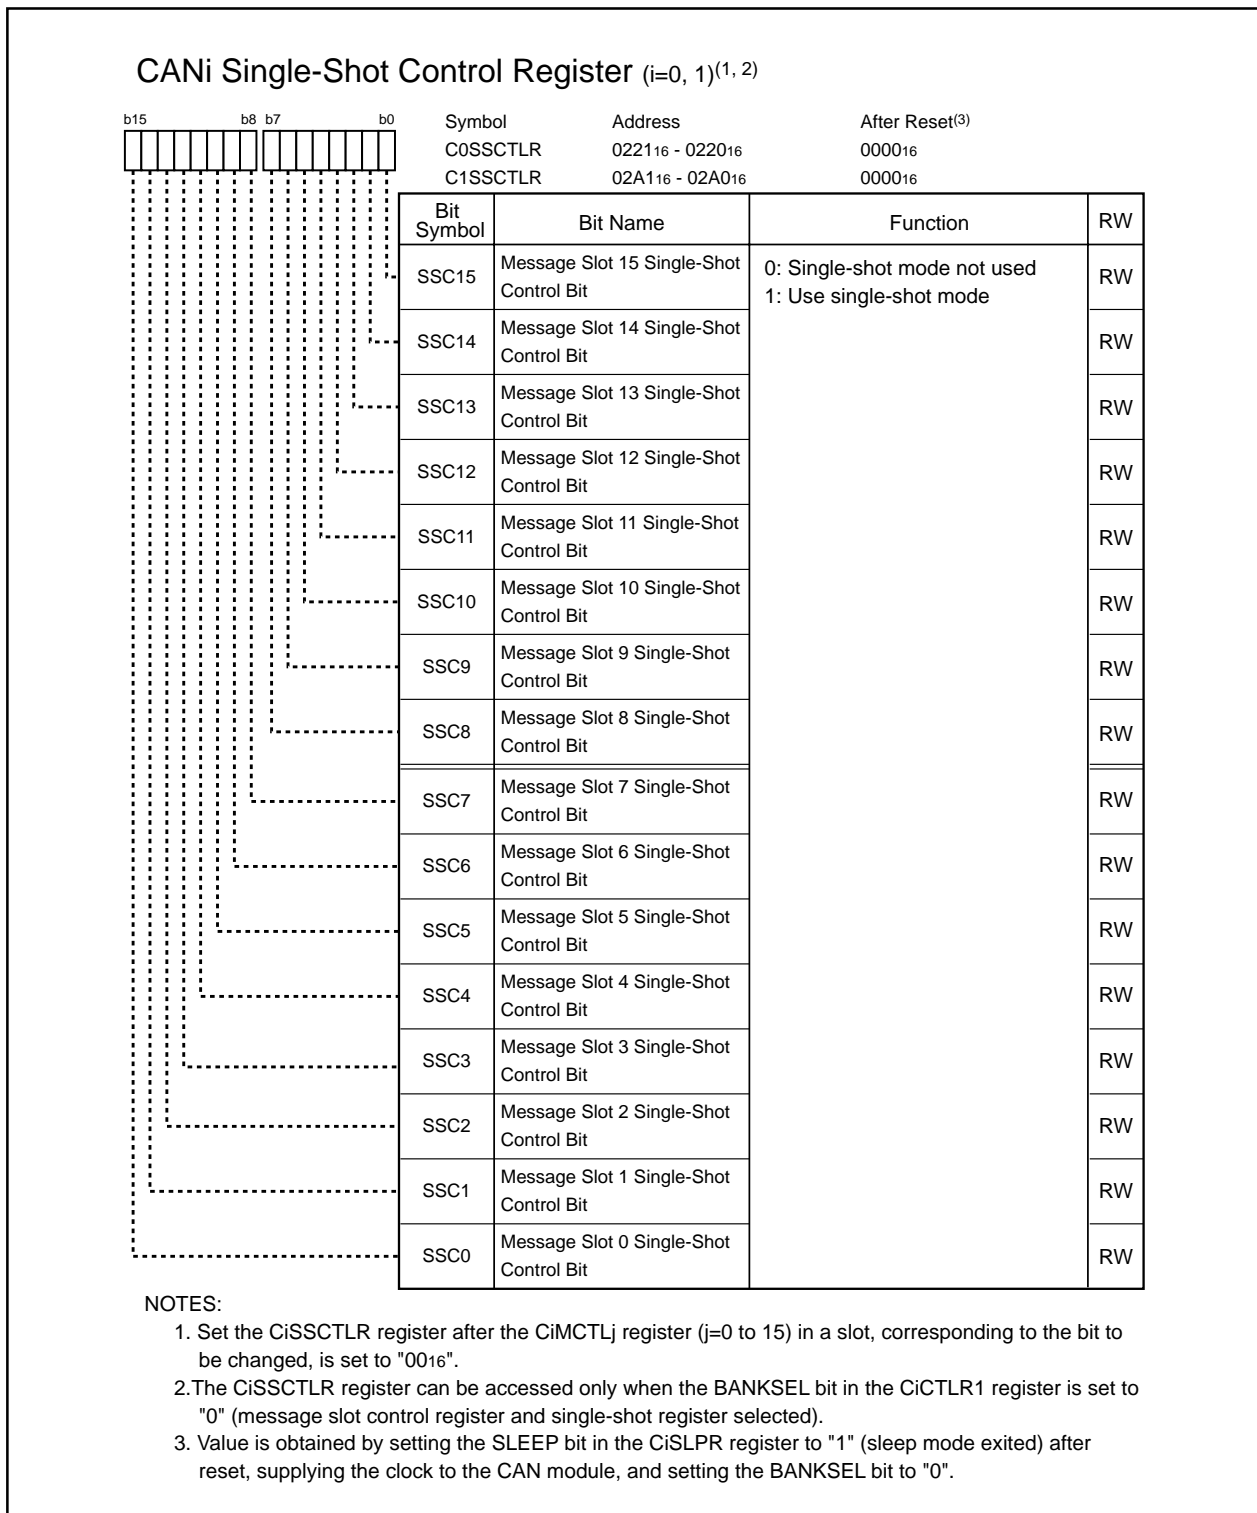 CANi Single-Shot Control Register (i=0, 1)(1, 2)
b15 b8 b7 b0
Symbol Address After Reset(3)
C0SSCTLR 022116 - 022016 000016
C1SSCTLR 02A116 - 02A016 000016
Bit Symbol Bit Name Function RW
SSC15 Message Slot 15 Single-Shot Control Bit 0: Single-shot mode not used RW
1: Use single-shot mode
SSC14 Message Slot 14 Single-Shot Control Bit RW
SSC13 Message Slot 13 Single-Shot Control Bit RW
SSC12 Message Slot 12 Single-Shot Control Bit RW
SSC11 Message Slot 11 Single-Shot Control Bit RW
SSC10 Message Slot 10 Single-Shot Control Bit RW
SSC9 Message Slot 9 Single-Shot Control Bit RW
SSC8 Message Slot 8 Single-Shot Control Bit RW
SSC7 Message Slot 7 Single-Shot Control Bit RW
SSC6 Message Slot 6 Single-Shot Control Bit RW
SSC5 Message Slot 5 Single-Shot Control Bit RW
SSC4 Message Slot 4 Single-Shot Control Bit RW
SSC3 Message Slot 3 Single-Shot Control Bit RW
SSC2 Message Slot 2 Single-Shot Control Bit RW
SSC1 Message Slot 1 Single-Shot Control Bit RW
SSC0 Message Slot 0 Single-Shot Control Bit RW
NOTES:
1. Set the CiSSCTLR register after the CiMCTLj register (j=0 to 15) in a slot, corresponding to the bit to
be changed, is set to "0016".
2.The CiSSCTLR register can be accessed only when the BANKSEL bit in the CiCTLR1 register is set to
"0" (message slot control register and single-shot register selected).
3. Value is obtained by setting the SLEEP bit in the CiSLPR register to "1" (sleep mode exited) after
reset, supplying the clock to the CAN module, and setting the BANKSEL bit to "0".